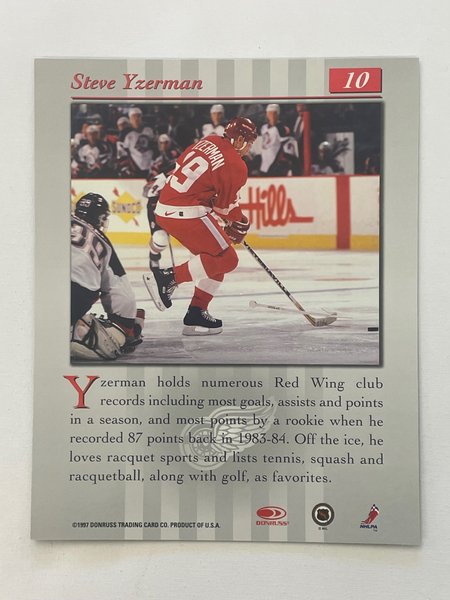 Steve Yzerman
10
YZERMAN
19
SUNOCO
Hills
Yzerman holds numerous Red Wing club
records including most goals, assists and points
in a season, and most points by a rookie when he
recorded 87 points back in 1983-84. Off the ice, he
loves racquet sports and lists tennis, squash and
racquetball, along with golf, as favorites.
©1997 DONRUSS TRADING CARD CO. PRODUCT OF U.S.A.
DONRUSS
NHLPA